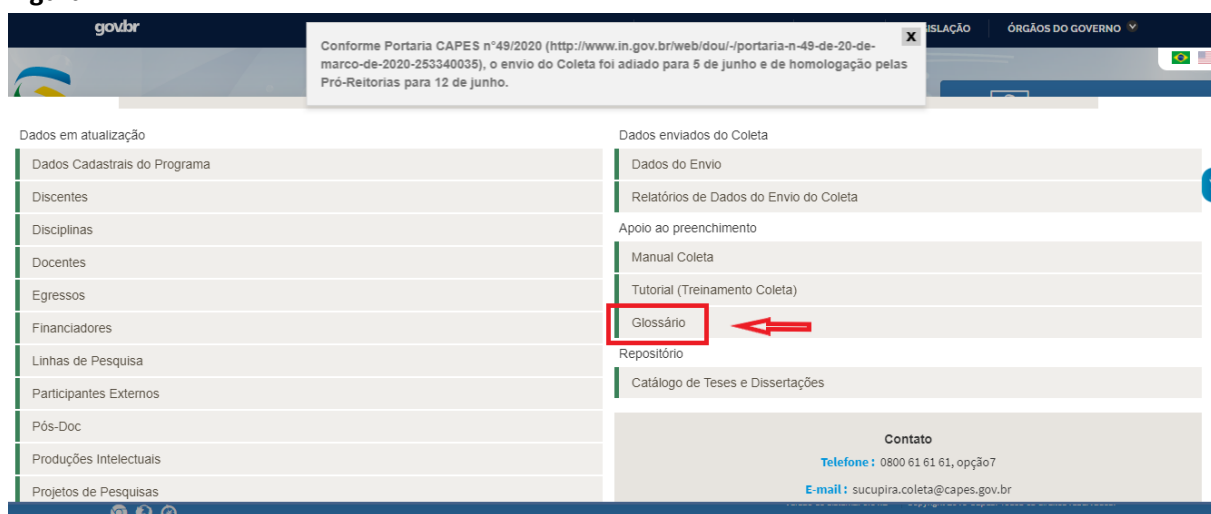 gov.br
ISLAÇÃO
ÓRGÃOS DO GOVERNO
Conforme Portaria CAPES n°49/2020 (http://www.in.gov.br/web/dou/-/portaria-n-49-de-20-de-
marco-de-2020-253340035), o envio do Coleta foi adiado para 5 de junho e de homologação pelas
Pró-Reitorias para 12 de junho.
X
Dados em atualização
Dados Cadastrais do Programa
Discentes
Disciplinas
Docentes
Egressos
Financiadores
Linhas de Pesquisa
Participantes Externos
Pós-Doc
Produções Intelectuais
Projetos de Pesquisas
Dados enviados do Coleta
Dados do Envio
Relatórios de Dados do Envio do Coleta
Apoio ao preenchimento
Manual Coleta
Tutorial (Treinamento Coleta)
Glossário
Repositório
Catálogo de Teses e Dissertações
Contato
Telefone : 0800 61 61 61, opção7
E-mail : sucupira.coleta@capes.gov.br